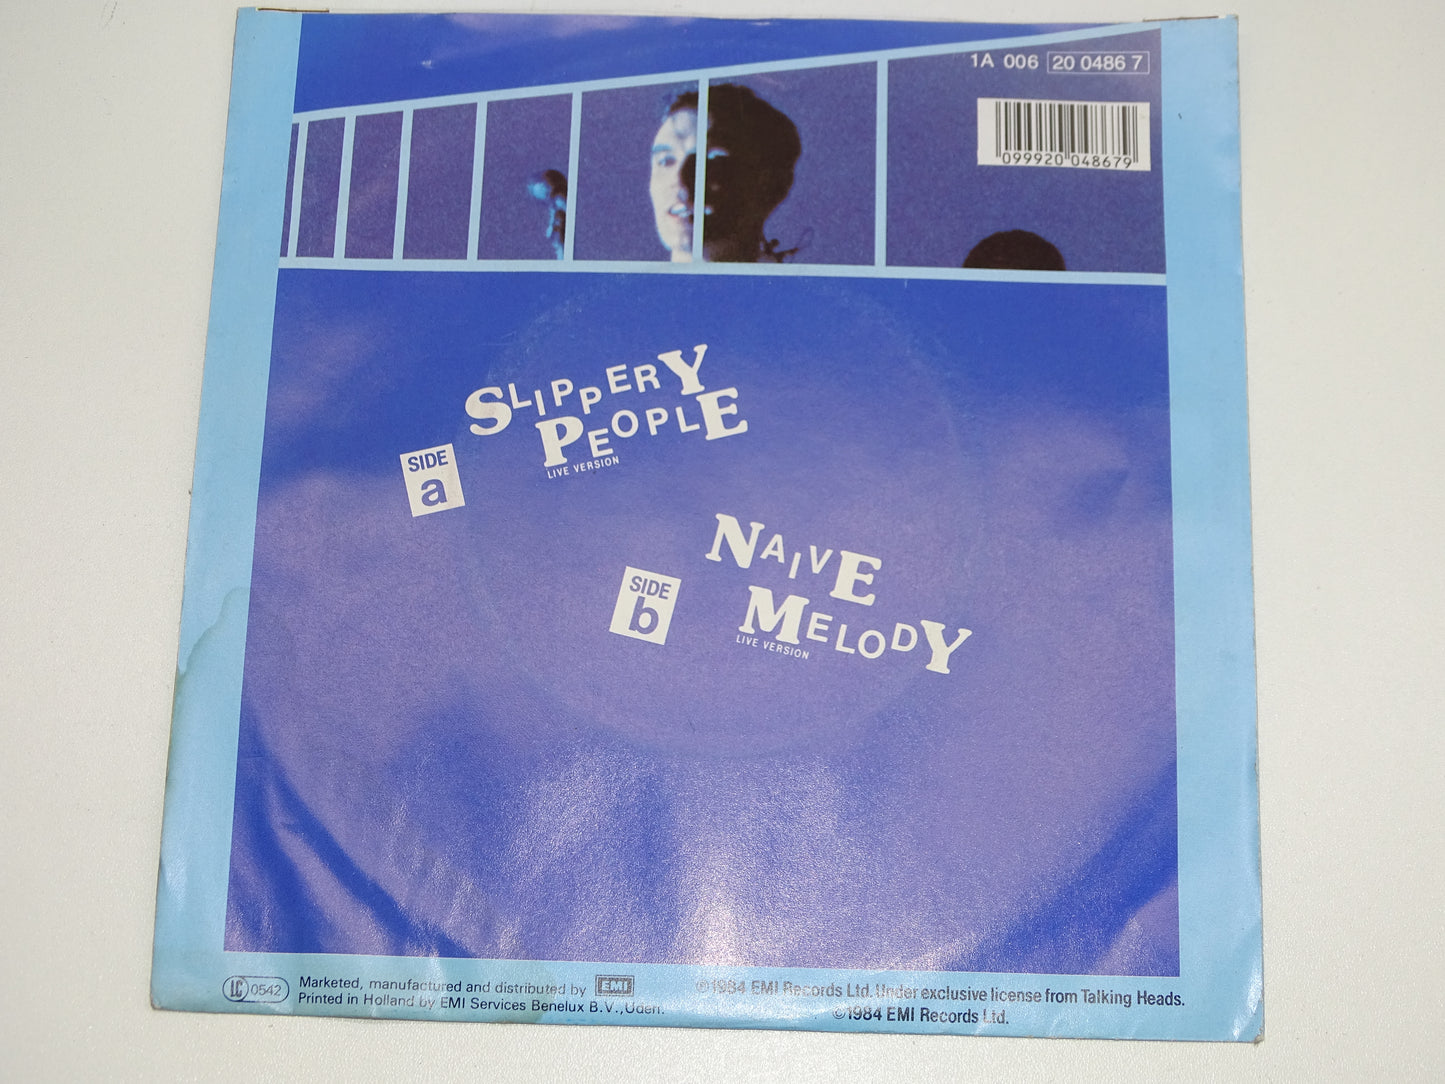 1A 006 20 0486 7
099920 048679
SLIPPERY
PEOPLE
LIVE VERSION
SIDE
a
NAIVE
MELODY
LIVE VERSION
SIDE
b
LC 0542
Marketed, manufactured and distributed by EMI
Printed in Holland by EMI Services Benelux B.V., Uden.
℗1984 EMI Records Ltd. Under exclusive license from Talking Heads.
©1984 EMI Records Ltd.